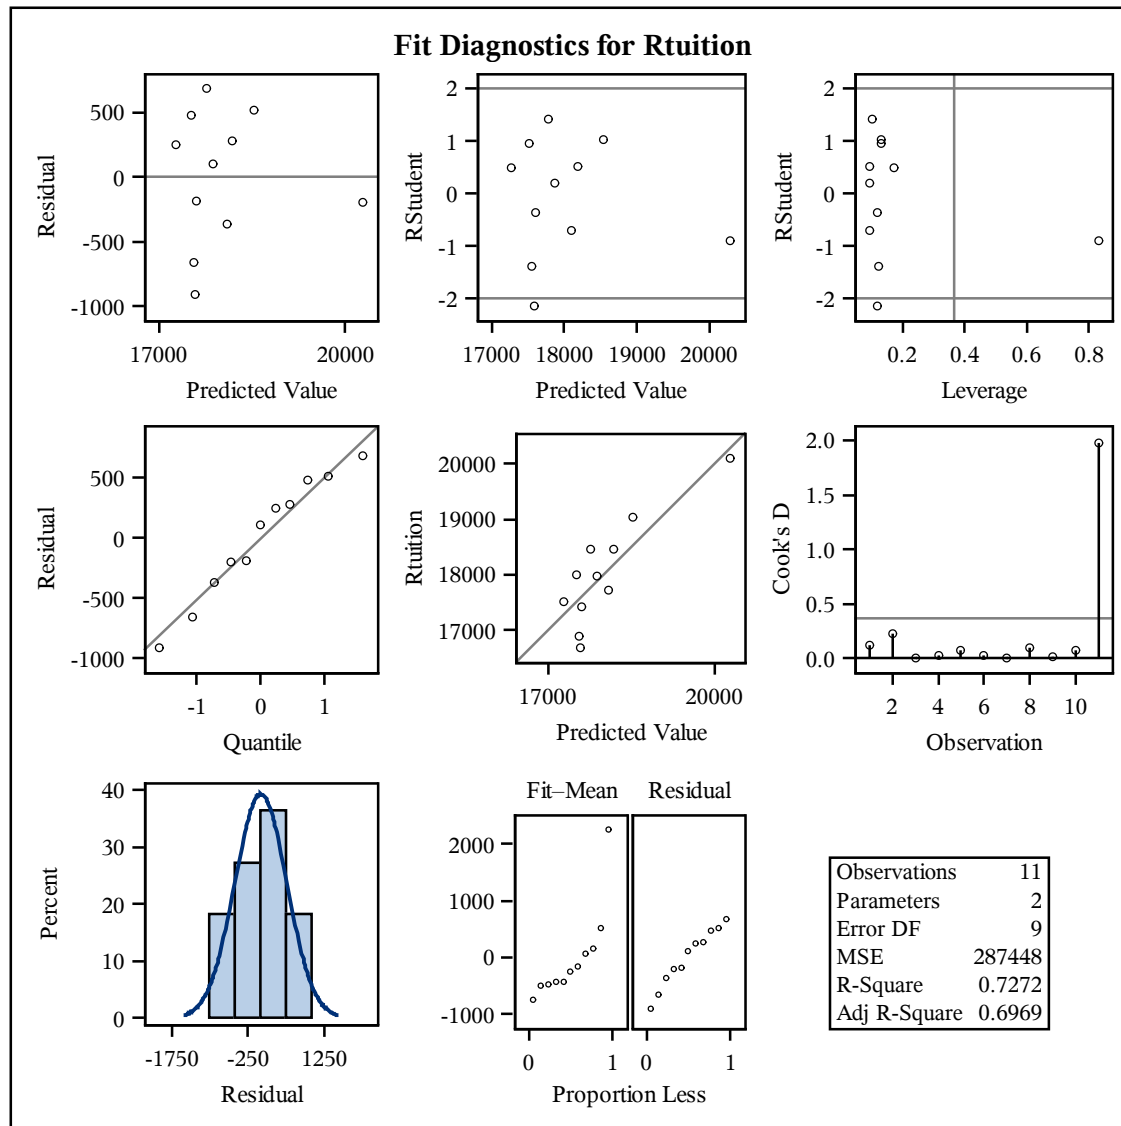 Fit Diagnostics for Rtuition
500
0
-500
-1000
Residual
17000 20000
Predicted Value
2
1
0
-1
-2
RStudent
17000 18000 19000 20000
Predicted Value
2
1
0
-1
-2
RStudent
0.2 0.4 0.6 0.8
Leverage
500
0
-500
-1000
Residual
-1 0 1
Quantile
20000
19000
18000
17000
Rtuition
17000 20000
Predicted Value
2.0
1.5
1.0
0.5
0.0
Cook's D
2 4 6 8 10
Observation
40
30
20
10
0
Percent
-1750 -250 1250
Residual
Fit–Mean Residual
2000
1000
0
-1000
0 1 0 1
Proportion Less
Observations 11
Parameters 2
Error DF 9
MSE 287448
R-Square 0.7272
Adj R-Square 0.6969